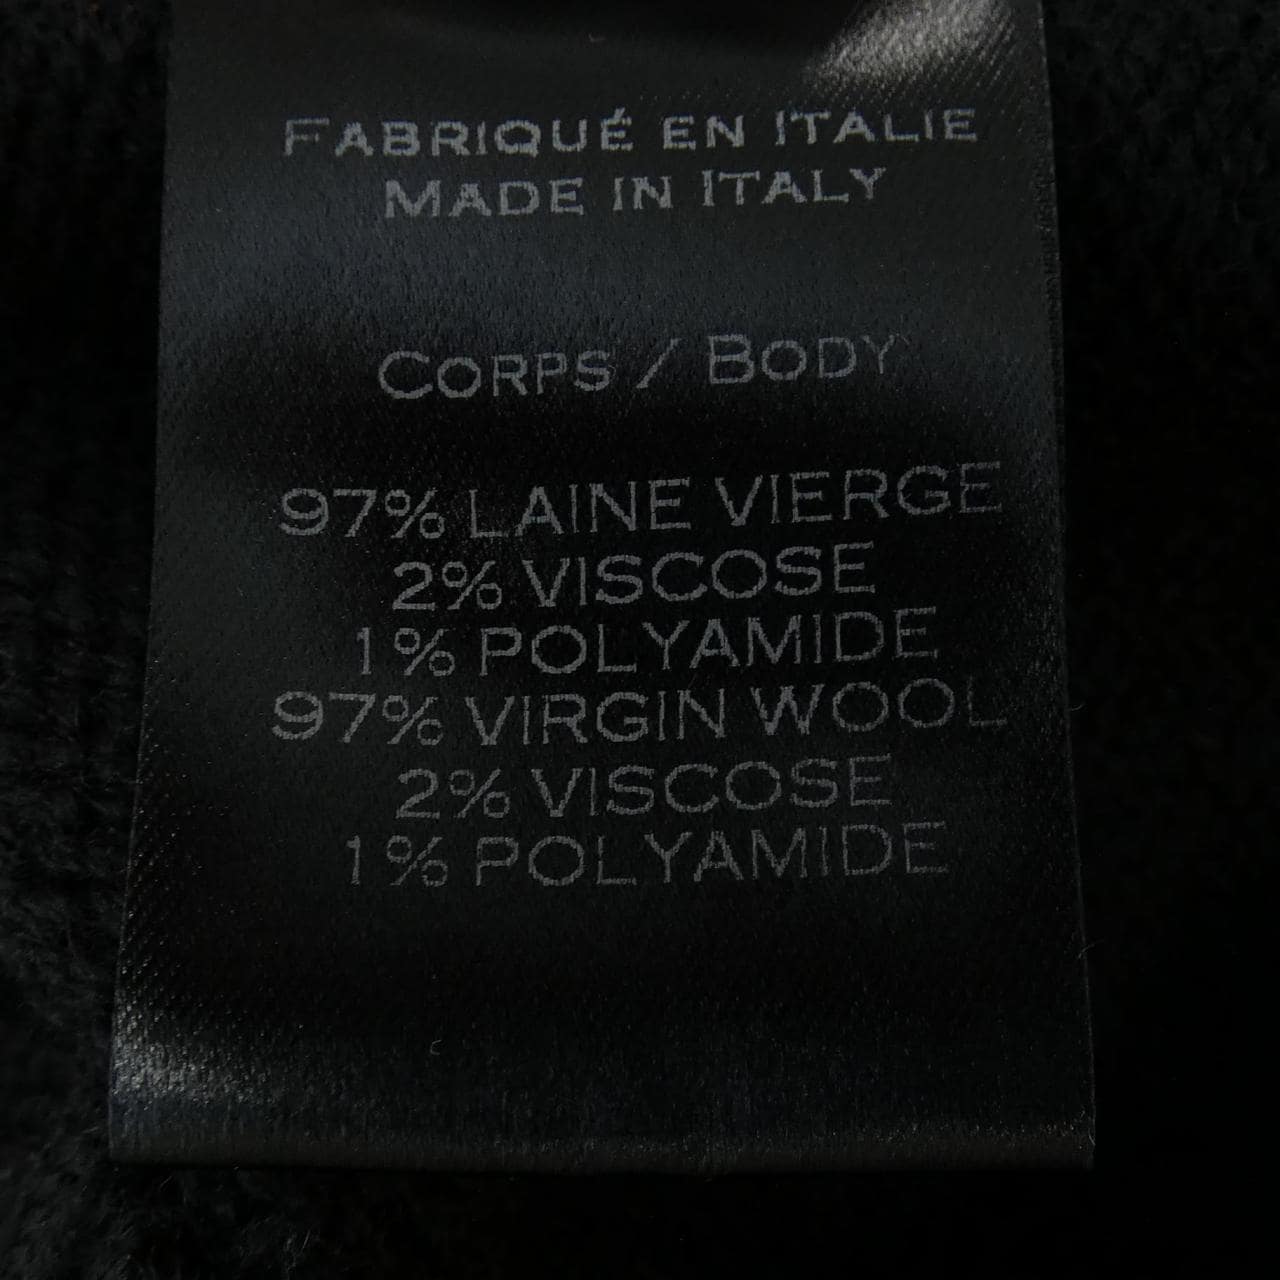 FABRIQUÉ EN ITALIE
MADE IN ITALY
CORPS / BODY
97% LAINE VIERGE
2% VISCOSE
1% POLYAMIDE
97% VIRGIN WOOL
2% VISCOSE
1% POLYAMIDE